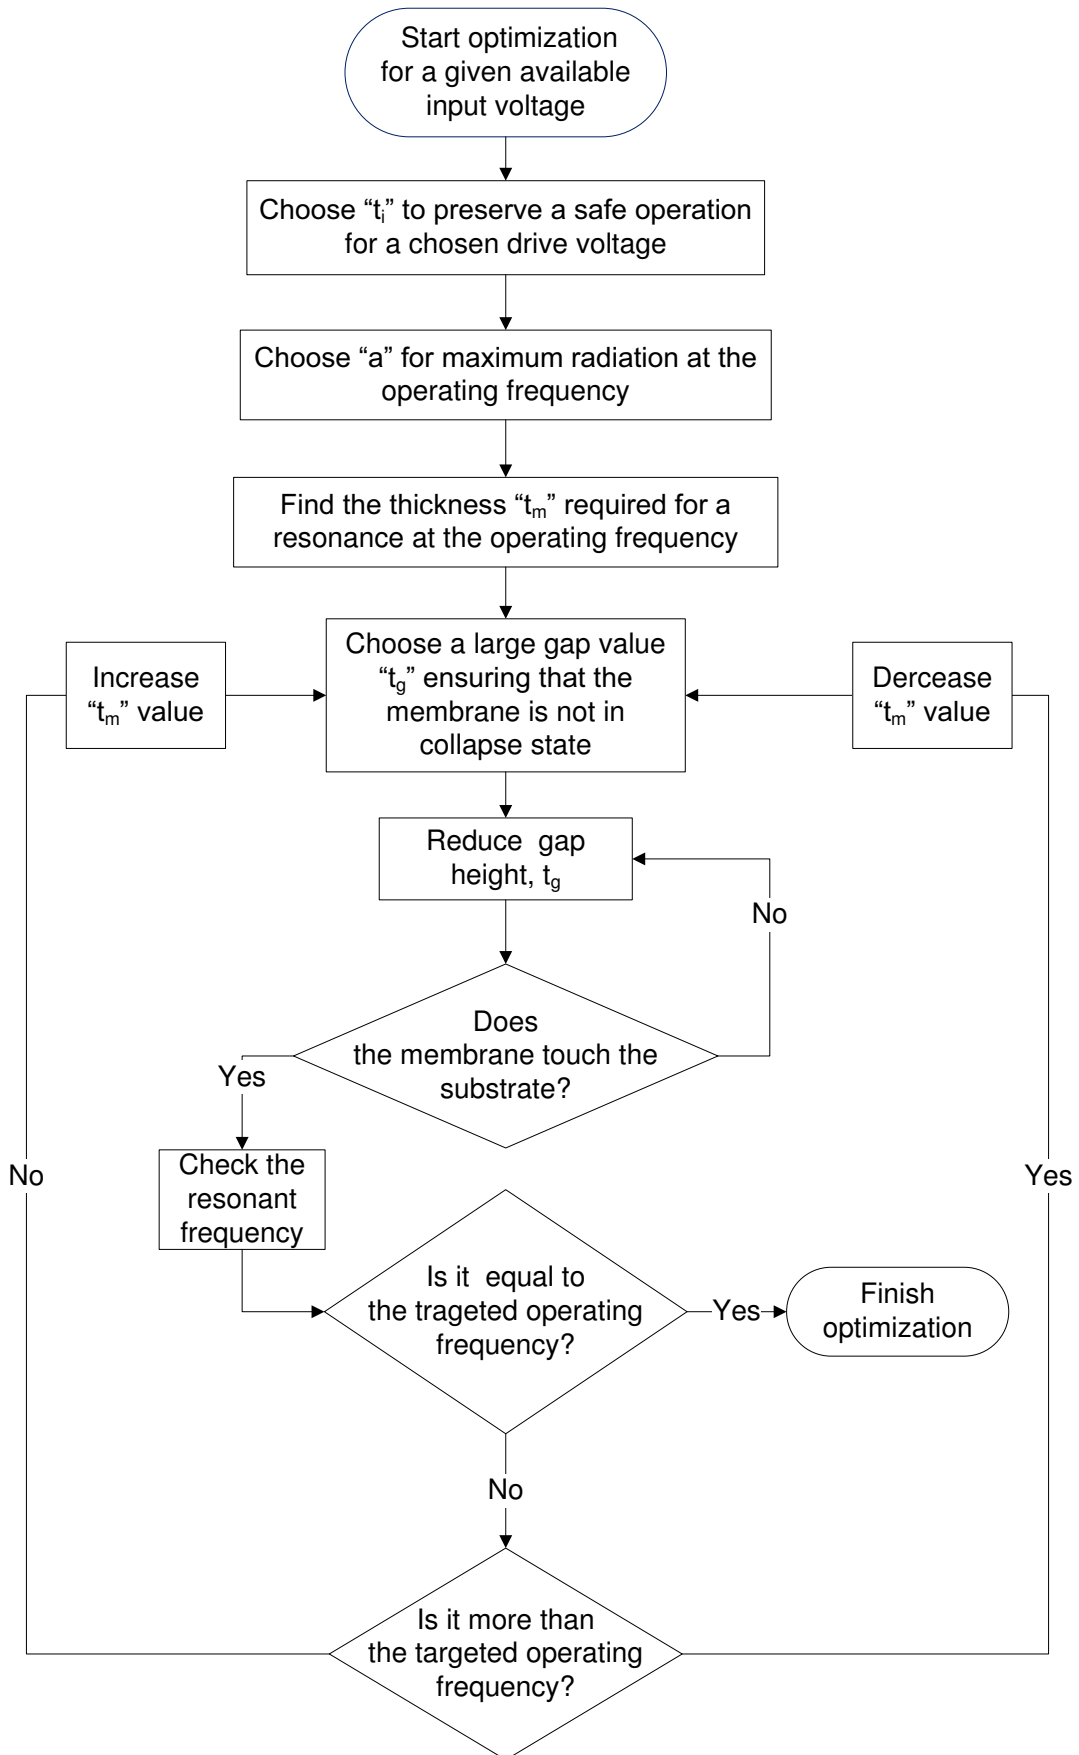 Start optimization
for a given available
input voltage
Choose “tᵢ” to preserve a safe operation
for a chosen drive voltage
Choose “a” for maximum radiation at the
operating frequency
Find the thickness “tₘ” required for a
resonance at the operating frequency
Choose a large gap value
“t_g” ensuring that the
membrane is not in
collapse state
Increase
“tₘ” value
Dercease
“tₘ” value
Reduce gap
height, t_g
No
Does
the membrane touch the
substrate?
Yes
Check the
resonant
frequency
No
Yes
Is it equal to
the trageted operating
frequency?
Yes
Finish
optimization
No
Is it more than
the targeted operating
frequency?